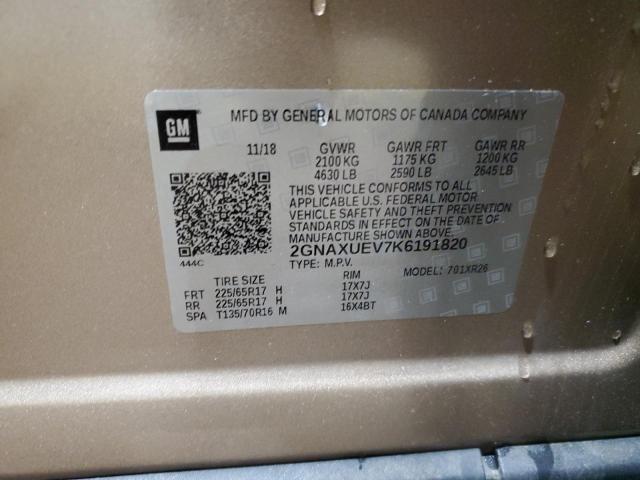 GM
MFD BY GENERAL MOTORS OF CANADA COMPANY
11/18 GVWR GAWR FRT GAWR RR
2100 KG 1175 KG 1200 KG
4630 LB 2590 LB 2645 LB
THIS VEHICLE CONFORMS TO ALL
APPLICABLE U.S. FEDERAL MOTOR
VEHICLE SAFETY AND THEFT PREVENTION
STANDARDS IN EFFECT ON THE DATE OF
MANUFACTURE SHOWN ABOVE.
2GNAXUEV7K6191820
444C
TYPE: M.P.V. MODEL: 701XR26
TIRE SIZE RIM
FRT 225/65R17 H 17X7J
RR 225/65R17 H 17X7J
SPA T135/70R16 M 16X4BT